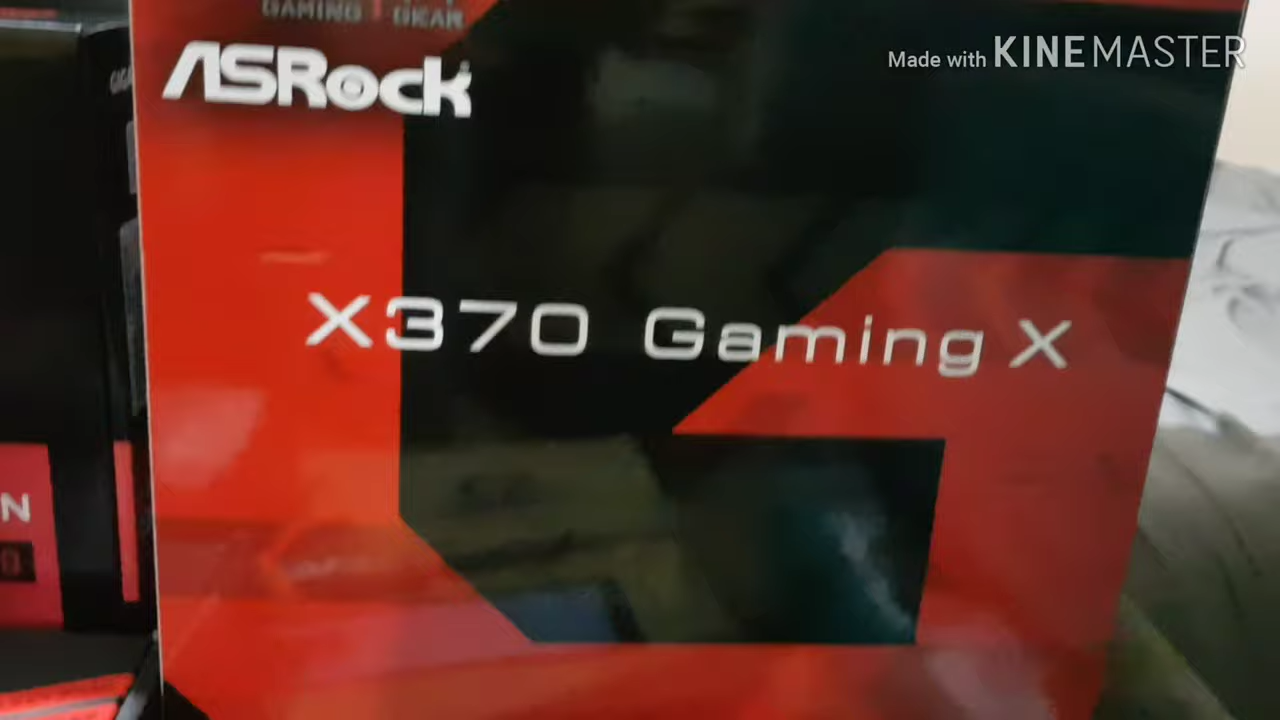 GAMING GEAR
ASRock
Made with KINEMASTER
X370 Gaming X
N